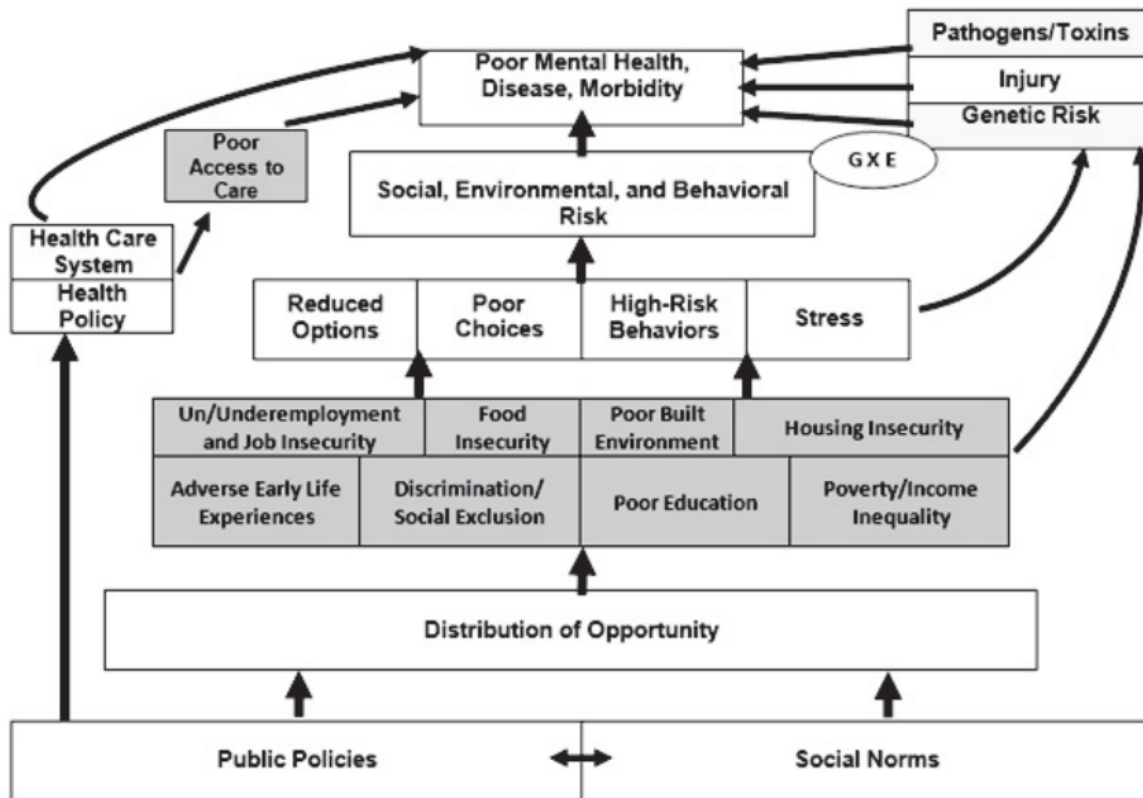 Pathogens/Toxins
Poor Mental Health,
Disease, Morbidity
Injury
Genetic Risk
Poor
Access to
Care
G X E
Social, Environmental, and Behavioral
Risk
Health Care
System
Health
Policy
Reduced
Options
Poor
Choices
High-Risk
Behaviors
Stress
Un/Underemployment
and Job Insecurity
Food
Insecurity
Poor Built
Environment
Housing Insecurity
Adverse Early Life
Experiences
Discrimination/
Social Exclusion
Poor Education
Poverty/Income
Inequality
Distribution of Opportunity
Public Policies
Social Norms